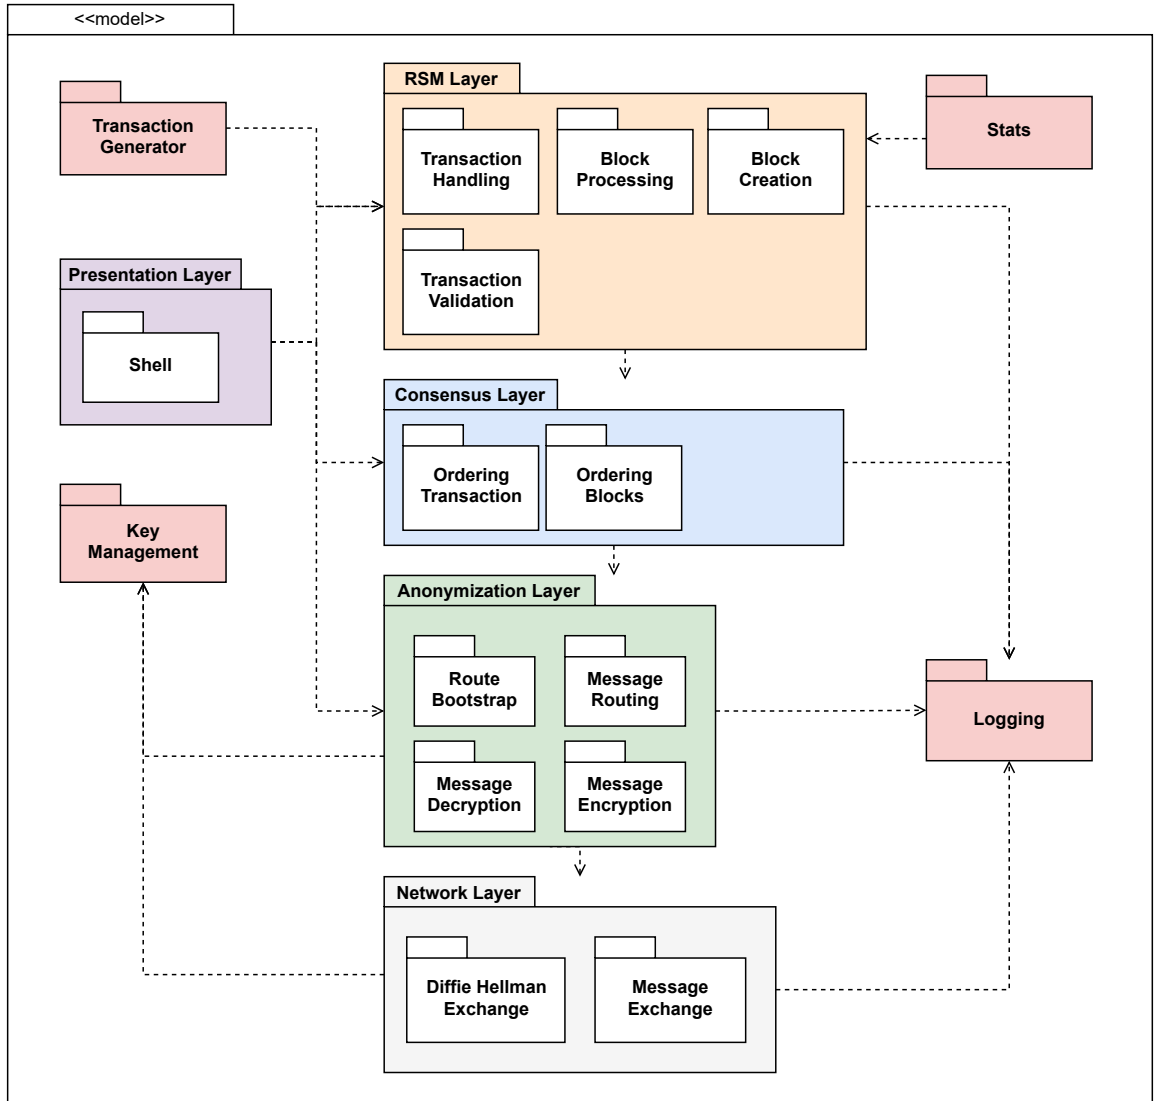 <<model>>
Transaction
Generator
RSM Layer
Transaction
Handling
Block
Processing
Block
Creation
Transaction
Validation
Stats
Presentation Layer
Shell
Consensus Layer
Ordering
Transaction
Ordering
Blocks
Key
Management
Anonymization Layer
Route
Bootstrap
Message
Routing
Message
Decryption
Message
Encryption
Logging
Network Layer
Diffie Hellman
Exchange
Message
Exchange